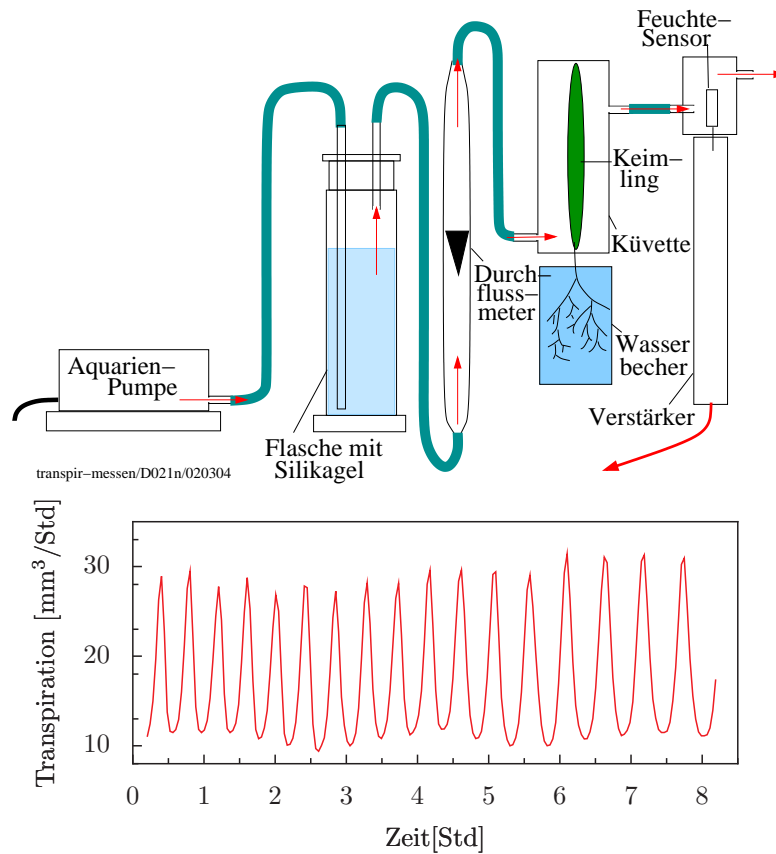 Feuchte–
Sensor
Keim–
ling
Küvette
Durch–
fluss–
meter
Wasser
becher
Aquarien–
Pumpe
Verstärker
Flasche mit
Silikagel
transpir–messen/D021n/020304
Transpiration [mm³/Std]
30
20
10
0 1 2 3 4 5 6 7 8
Zeit[Std]